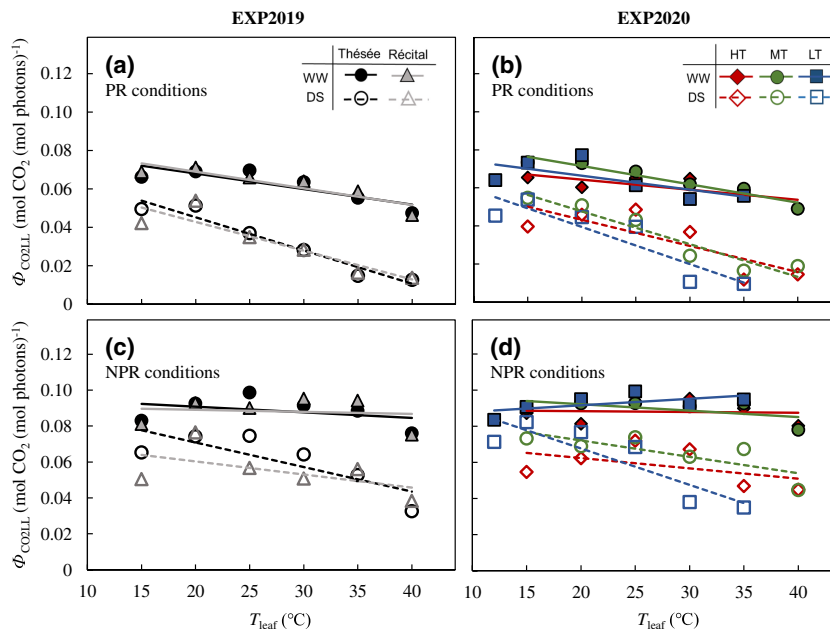 EXP2019
EXP2020
(a)
PR conditions
Thésée Récital
WW
DS
(b)
PR conditions
HT MT LT
WW
DS
ΦCO2LL (mol CO₂ (mol photons)⁻¹)
0.12
0.10
0.08
0.06
0.04
0.02
0
(c)
NPR conditions
(d)
NPR conditions
Φ​CO2LL (mol CO₂ (mol photons)⁻¹)
0.12
0.10
0.08
0.06
0.04
0.02
0
10 15 20 25 30 35 40
10 15 20 25 30 35 40
Tleaf (°C)
Tleaf (°C)